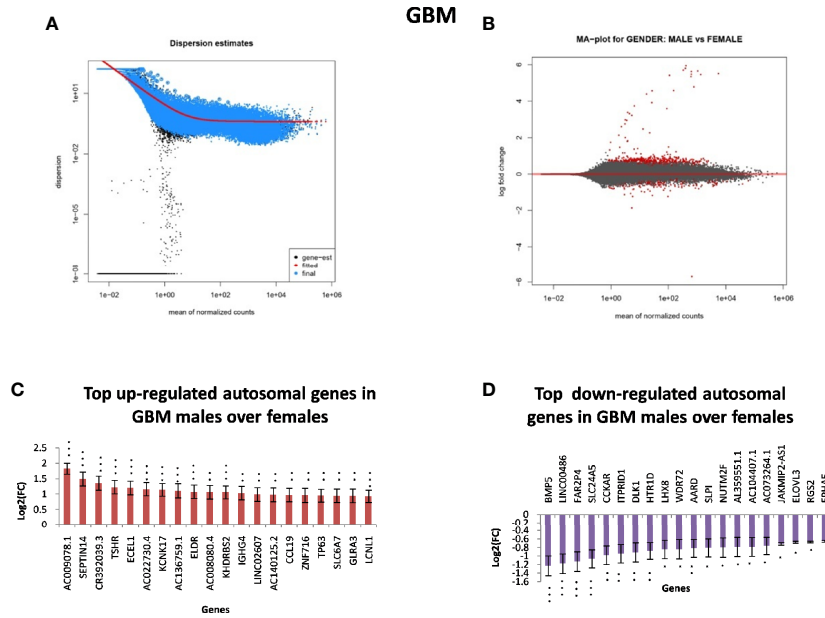 GBM
A
Dispersion estimates
1e+01
1e-02
1e-05
dispersion
gene-est
fitted
final
1e-02
1e+00
1e+02
1e+04
1e+06
mean of normalized counts
B
MA-plot for GENDER: MALE vs FEMALE
6
4
2
0
-2
-4
-6
log fold change
1e-02
1e+00
1e+02
1e+04
1e+06
mean of normalized counts
C
Top up-regulated autosomal genes in
GBM males over females
2.5
2
1.5
1
0.5
0
Log2(FC)
AC009078.1
SEPTIN14
CR392039.3
TSHR
ECEL1
AC022730.4
KCNK17
AC136759.1
ELDR
AC008080.4
KHDRBS2
IGHG4
LINC02607
AC140125.2
CCL19
ZNF716
TP63
SLC6A7
GLRA3
LCNL1
Genes
D
Top down-regulated autosomal
genes in GBM males over females
BMP5
LINC00486
FAR2P4
SLC24A5
CCKAR
ITPRID1
DLK1
HTR1D
LHX8
WDR72
AARD
SLPI
NUTM2F
AL359551.1
AC104407.1
AC073264.1
JAKMIP2-AS1
ELOVL3
RGS2
0
-0.2
-0.4
-0.6
-0.8
-1
-1.2
-1.4
-1.6
Log2(FC)
Genes